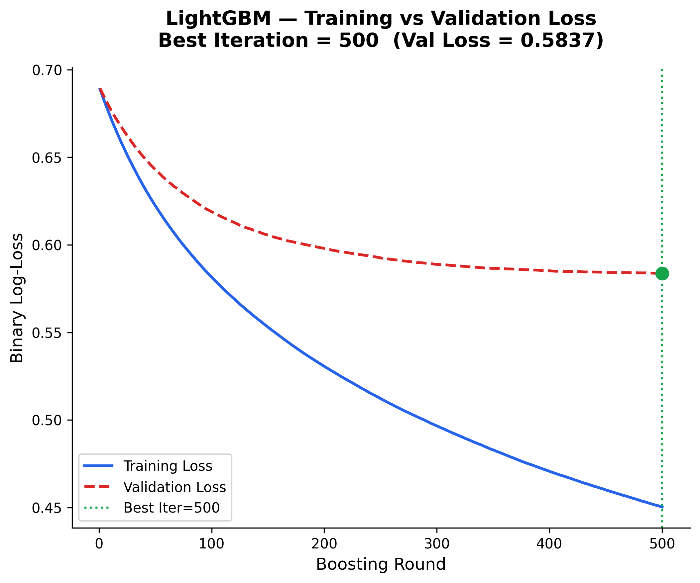 LightGBM — Training vs Validation Loss
Best Iteration = 500  (Val Loss = 0.5837)
Binary Log-Loss
0.70
0.65
0.60
0.55
0.50
0.45
Training Loss
Validation Loss
Best Iter=500
0 100 200 300 400 500
Boosting Round